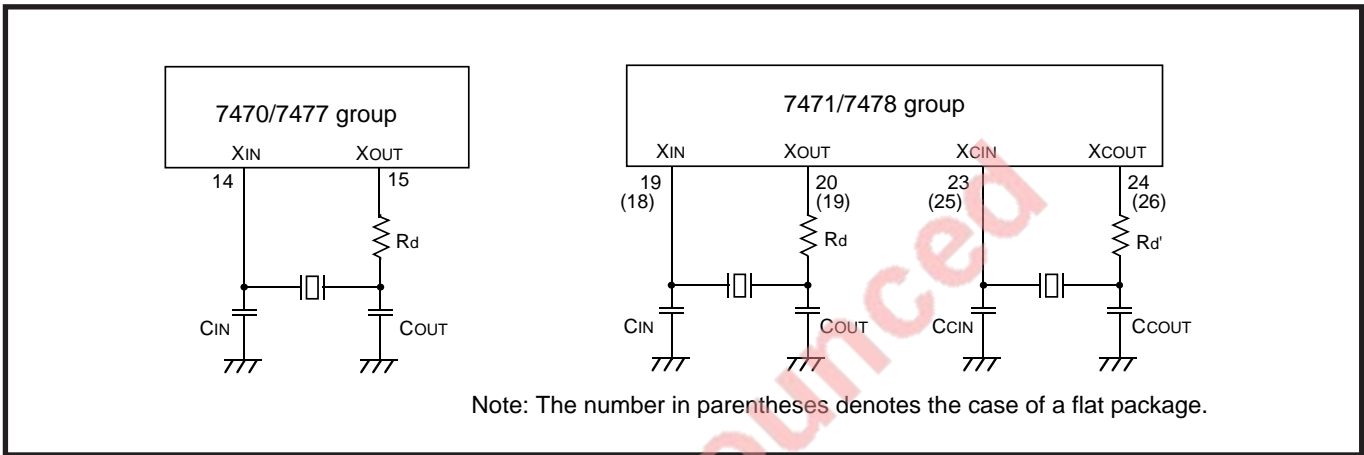 7470/7477 group
XIN XOUT
14 15
Rd
CIN COUT
7471/7478 group
XIN XOUT XCIN XCOUT
19 20 23 24
(18) (19) (25) (26)
Rd Rd'
CIN COUT CCIN CCOUT
Note: The number in parentheses denotes the case of a flat package.
ounced